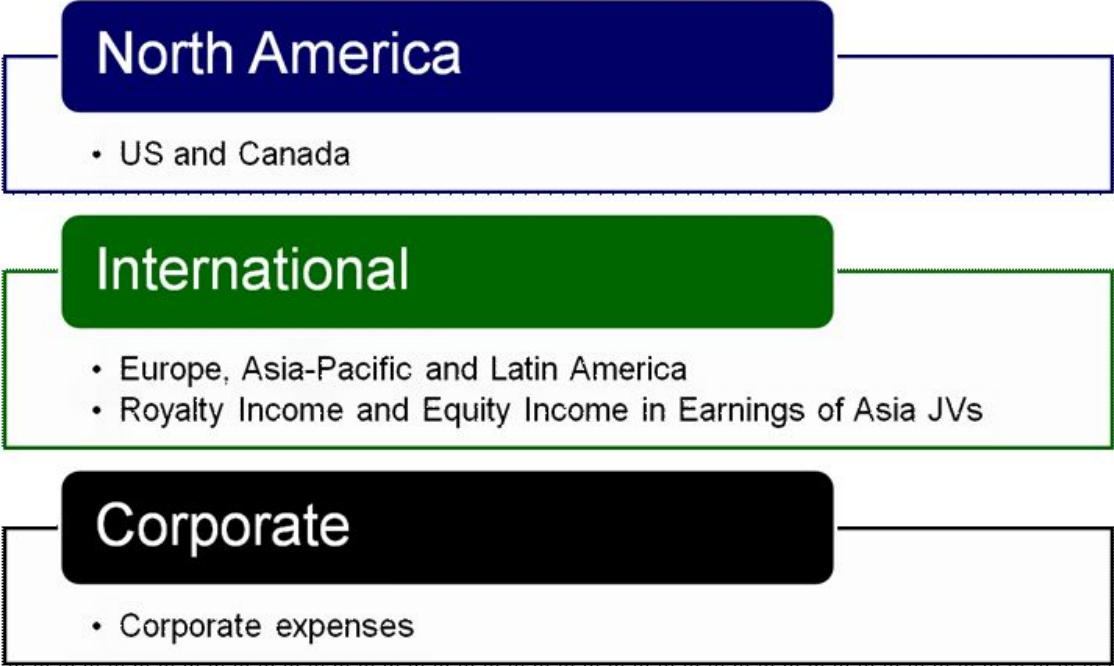 North America
• US and Canada
International
• Europe, Asia-Pacific and Latin America
• Royalty Income and Equity Income in Earnings of Asia JVs
Corporate
• Corporate expenses